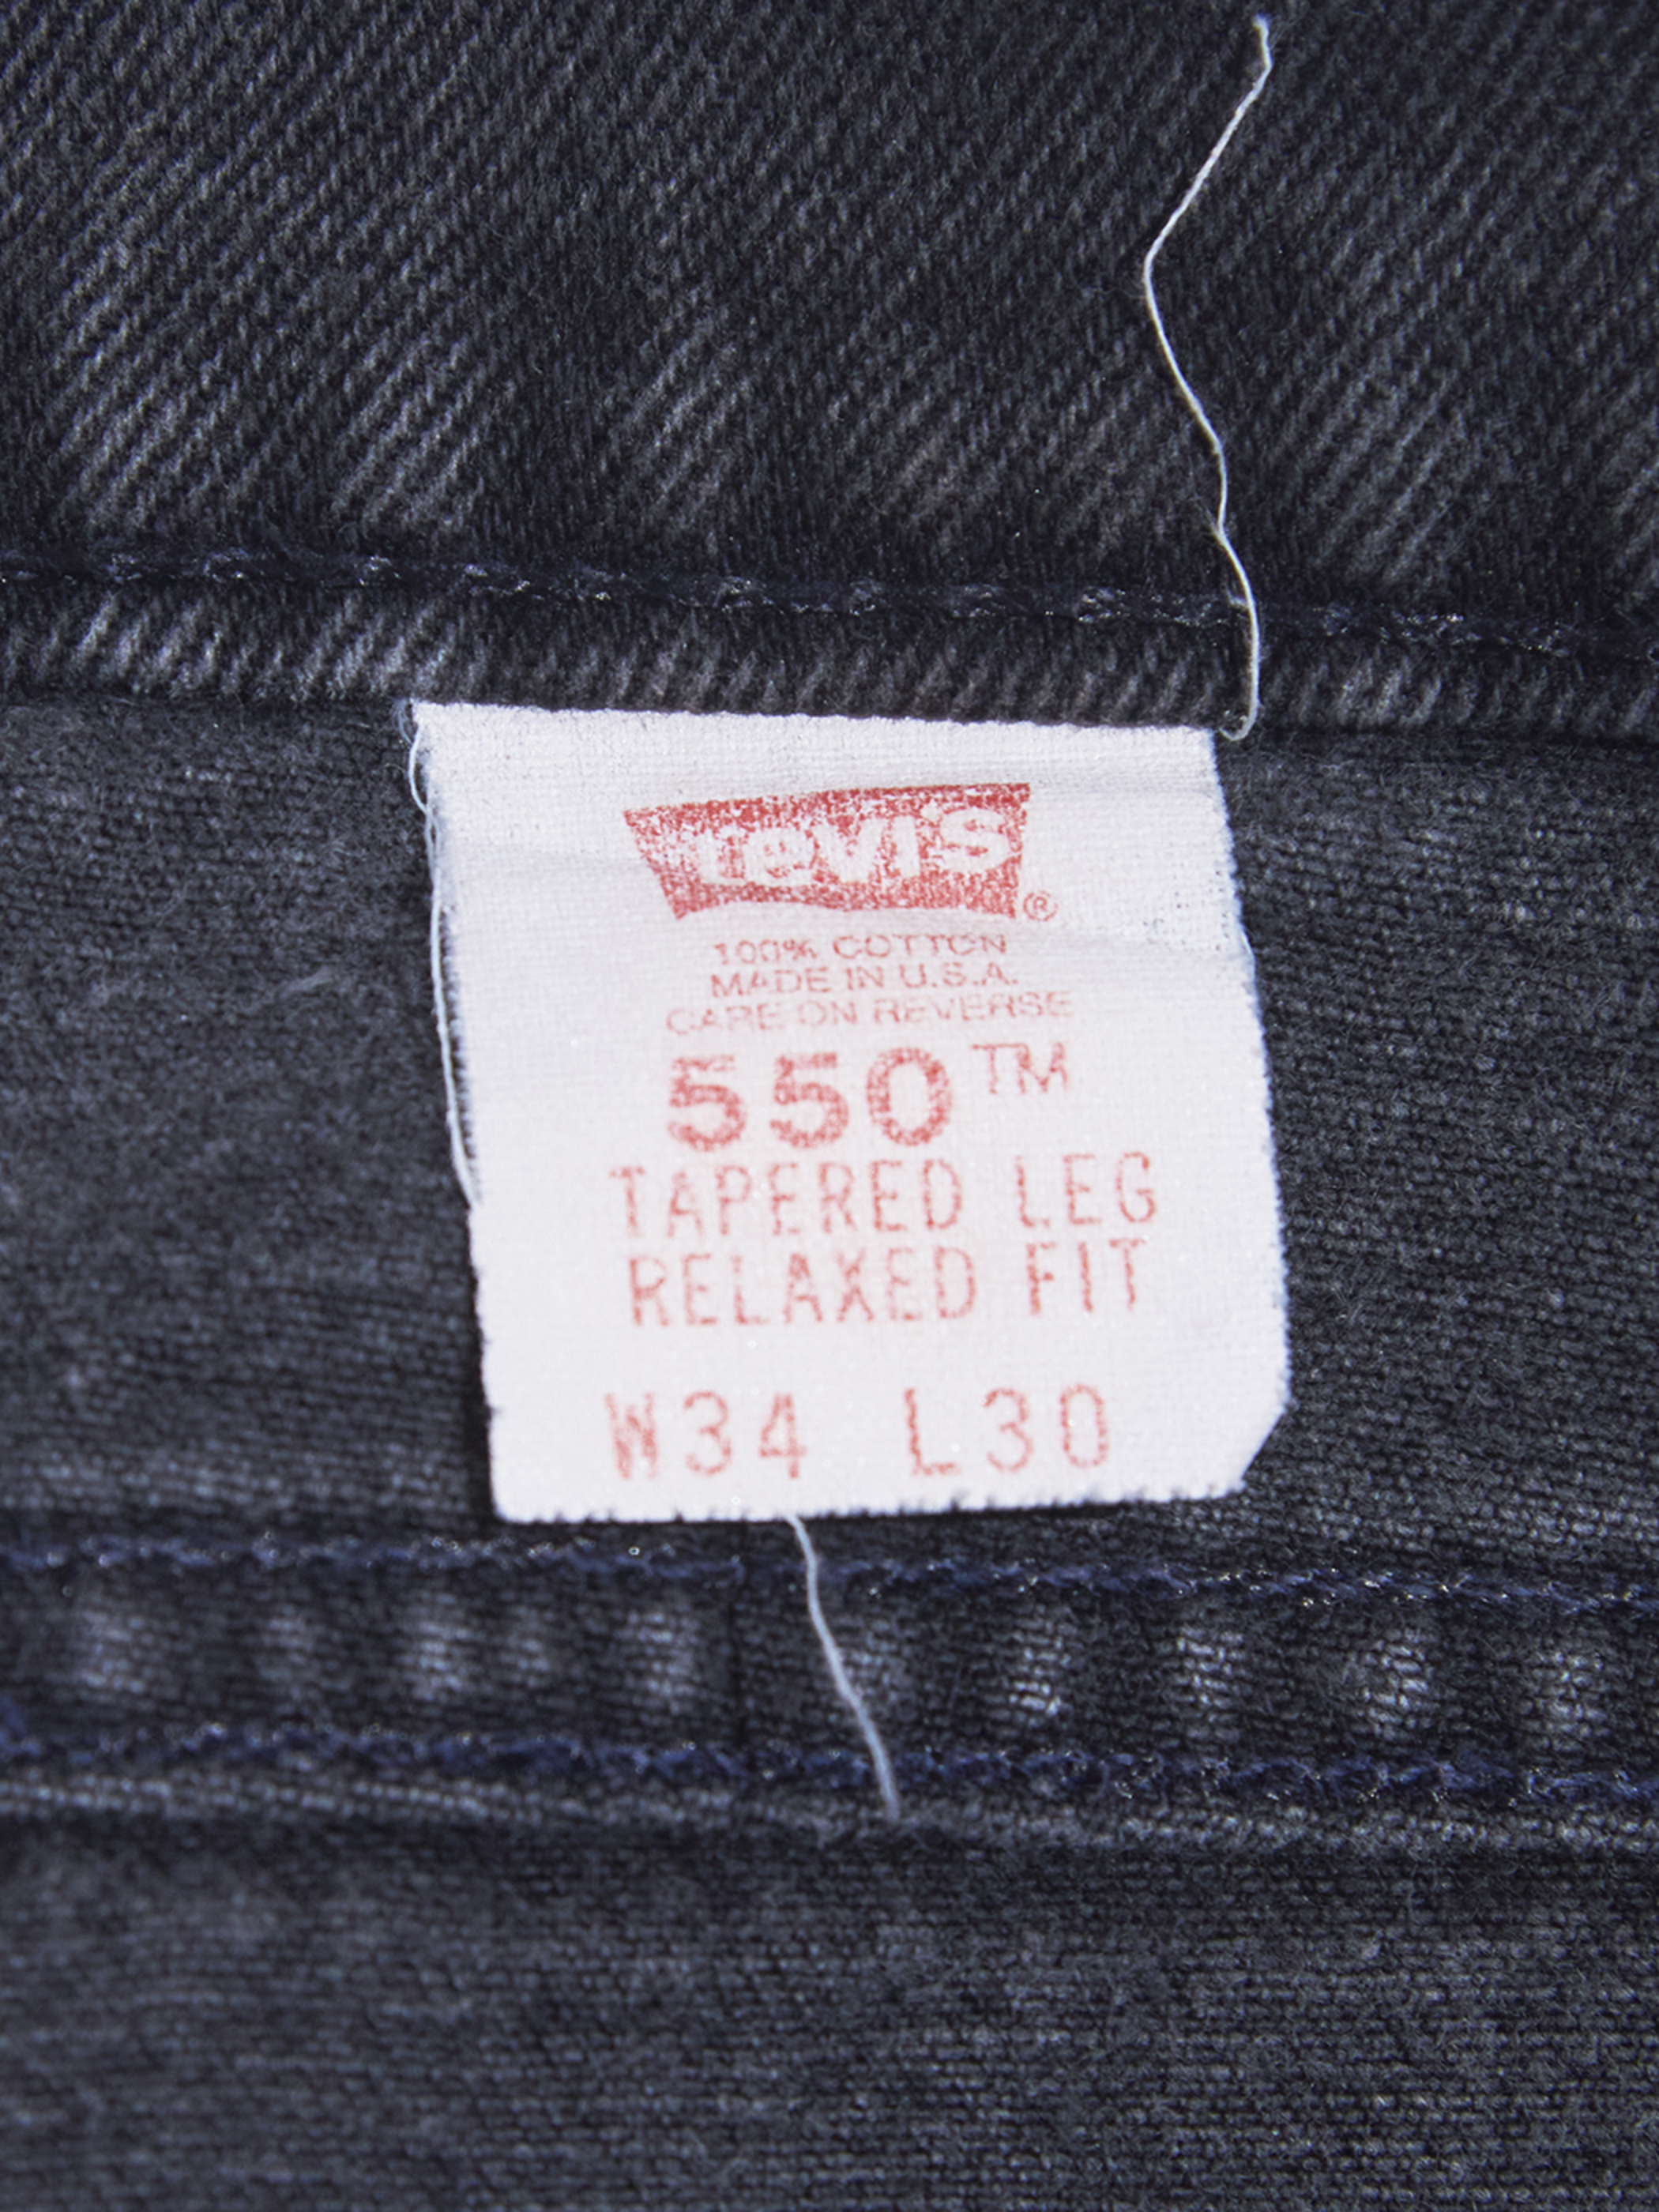 Levi's ®
100% COTTON
MADE IN U.S.A.
CARE ON REVERSE
550™
TAPERED LEG
RELAXED FIT
W34 L30